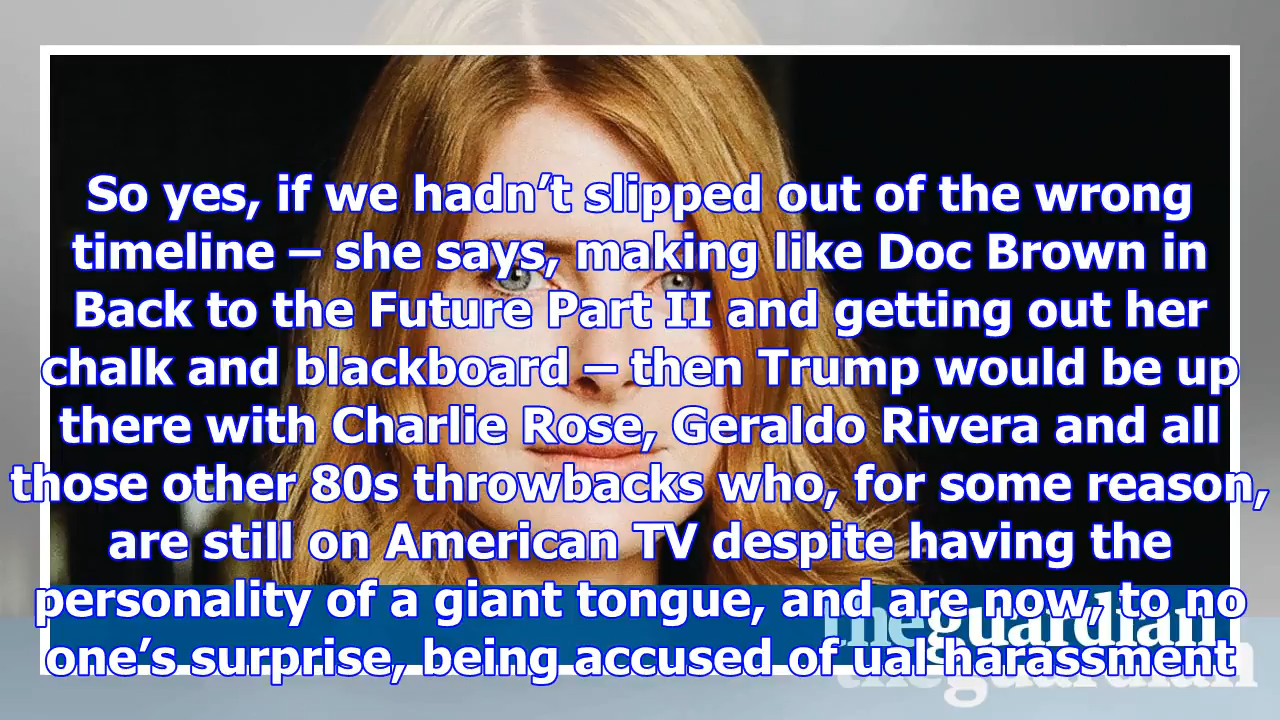 So yes, if we hadn’t slipped out of the wrong
timeline – she says, making like Doc Brown in
Back to the Future Part II and getting out her
chalk and blackboard – then Trump would be up
there with Charlie Rose, Geraldo Rivera and all
those other 80s throwbacks who, for some reason,
are still on American TV despite having the
personality of a giant tongue, and are now, to no
one’s surprise, being accused of ual harassment
theguardian
theguardian